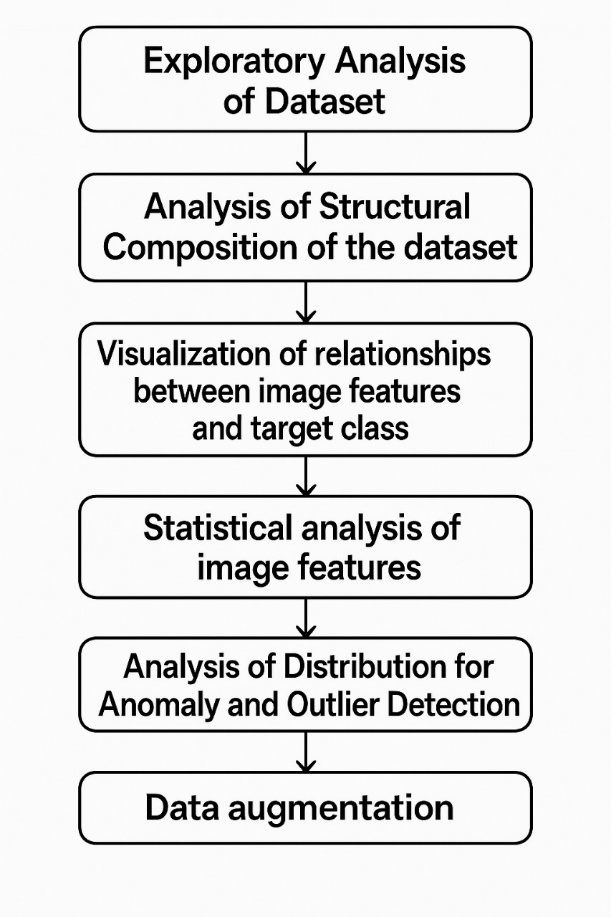 Exploratory Analysis
of Dataset
Analysis of Structural
Composition of the dataset
Visualization of relationships
between image features
and target class
Statistical analysis of
image features
Analysis of Distribution for
Anomaly and Outlier Detection
Data augmentation